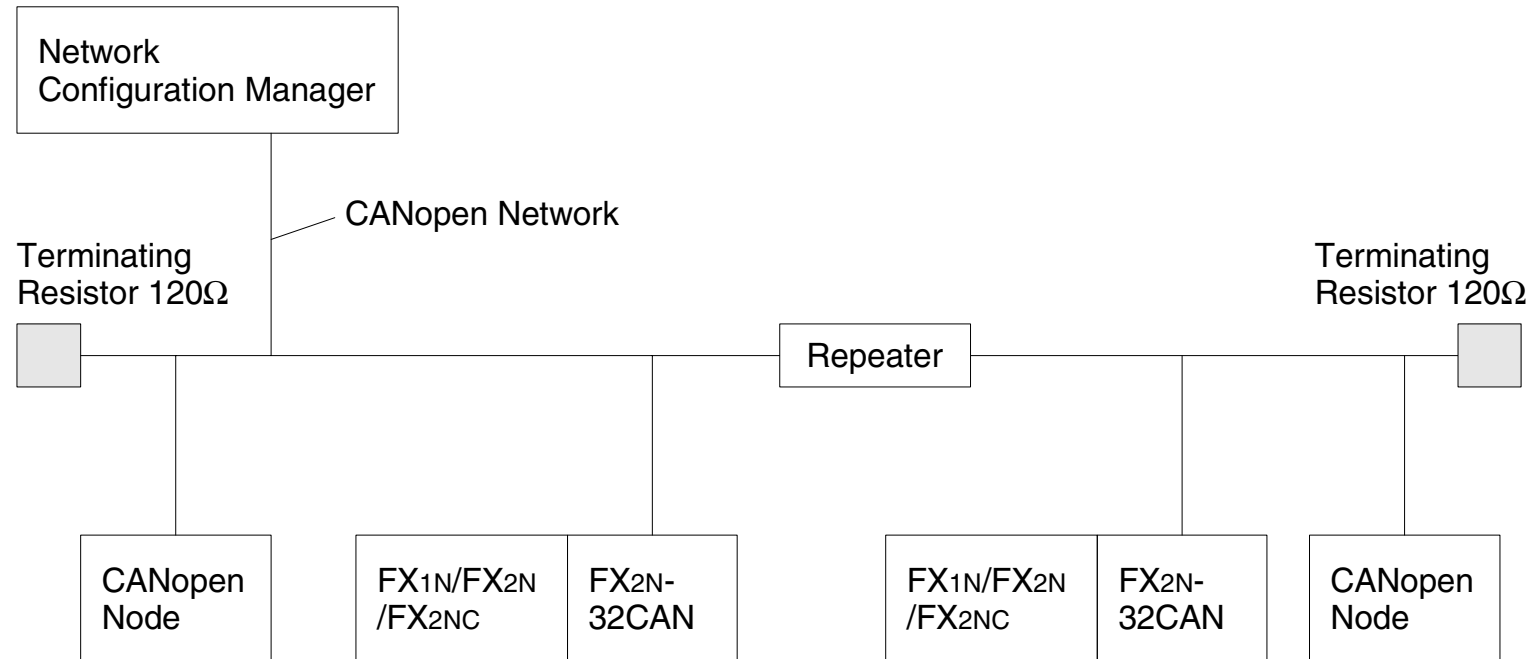 Network
Configuration Manager
CANopen Network
Terminating
Resistor 120Ω
Terminating
Resistor 120Ω
Repeater
CANopen
Node
FX1N/FX2N
/FX2NC
FX2N-
32CAN
FX1N/FX2N
/FX2NC
FX2N-
32CAN
CANopen
Node